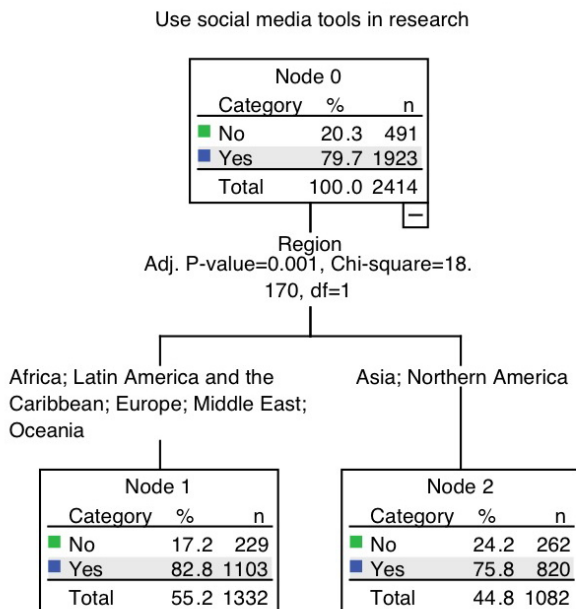 Use social media tools in research
Node 0
Category % n
No 20.3 491
Yes 79.7 1923
Total 100.0 2414
Region
Adj. P-value=0.001, Chi-square=18.
170, df=1
Africa; Latin America and the
Caribbean; Europe; Middle East;
Oceania
Asia; Northern America
Node 1
Category % n
No 17.2 229
Yes 82.8 1103
Total 55.2 1332
Node 2
Category % n
No 24.2 262
Yes 75.8 820
Total 44.8 1082